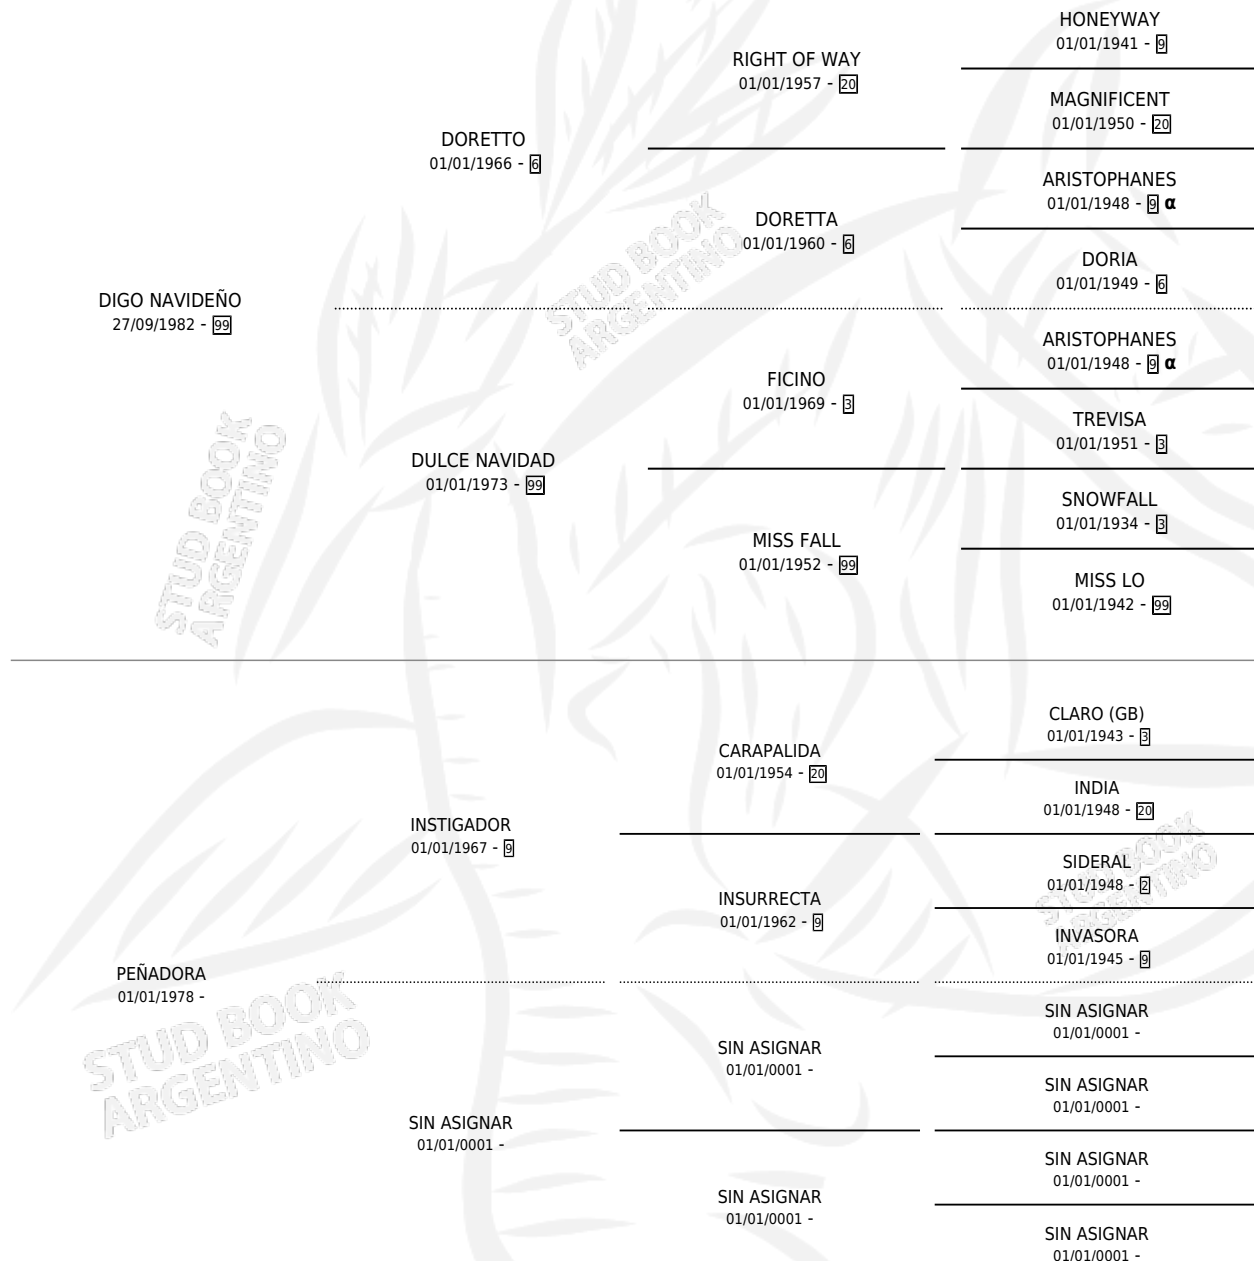 HONEYWAY
01/01/1941 - 9
RIGHT OF WAY
01/01/1957 - 20
MAGNIFICENT
01/01/1950 - 20
DORETTO
01/01/1966 - 6
ARISTOPHANES
01/01/1948 - 9 α
DORETTA
01/01/1960 - 6
DORIA
01/01/1949 - 6
DIGO NAVIDEÑO
27/09/1982 - 99
ARISTOPHANES
01/01/1948 - 9 α
FICINO
01/01/1969 - 3
TREVISA
01/01/1951 - 3
DULCE NAVIDAD
01/01/1973 - 99
SNOWFALL
01/01/1934 - 3
MISS FALL
01/01/1952 - 99
MISS LO
01/01/1942 - 99
CLARO (GB)
01/01/1943 - 3
CARAPALIDA
01/01/1954 - 20
INDIA
01/01/1948 - 20
INSTIGADOR
01/01/1967 - 9
SIDERAL
01/01/1948 - 2
INSURRECTA
01/01/1962 - 9
INVASORA
01/01/1945 - 9
PEÑADORA
01/01/1978 -
SIN ASIGNAR
01/01/0001 -
SIN ASIGNAR
01/01/0001 -
SIN ASIGNAR
01/01/0001 -
SIN ASIGNAR
01/01/0001 -
SIN ASIGNAR
01/01/0001 -
SIN ASIGNAR
01/01/0001 -
SIN ASIGNAR
01/01/0001 -
STUD BOOK
ARGENTINO
STUD BOOK
ARGENTINO
STUD BOOK
ARGENTINO
STUD BOOK
ARGENTINO